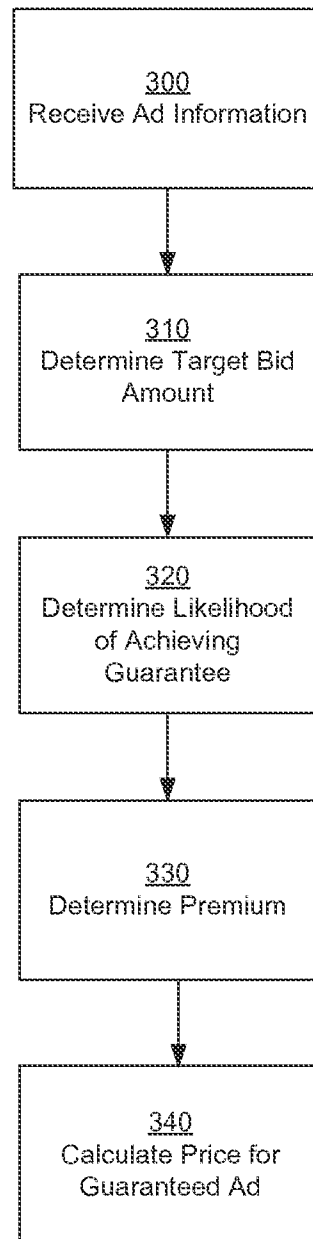 300
Receive Ad Information
310
Determine Target Bid
Amount
320
Determine Likelihood
of Achieving
Guarantee
330
Determine Premium
340
Calculate Price for
Guaranteed Ad